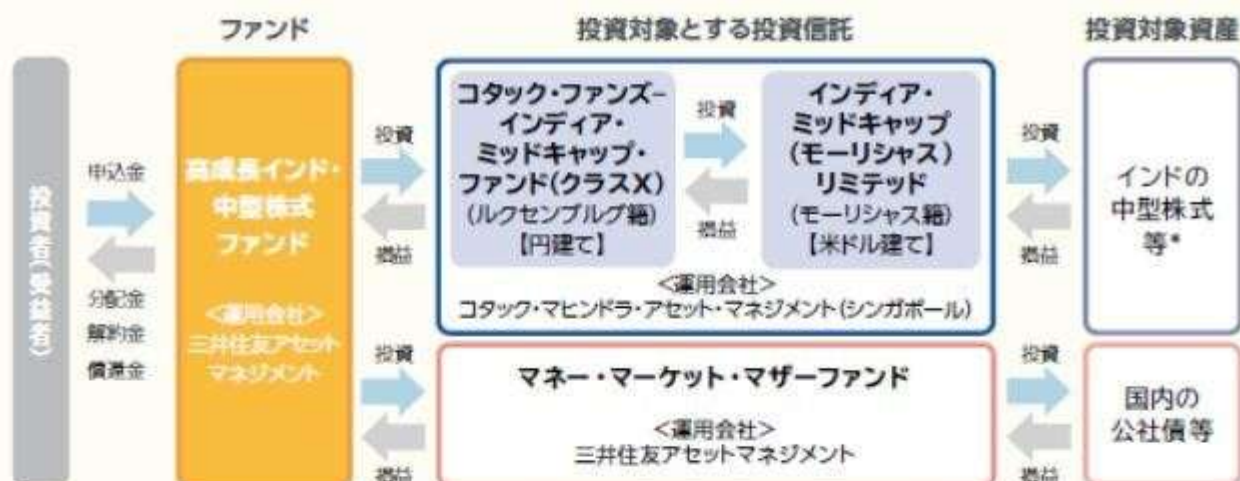 ファンド
投資対象とする投資信託
投資対象資産
投資者(受益者)
申込金
分配金
解約金
償還金
高成長インド・
中型株式
ファンド
<運用会社>
三井住友アセット
マネジメント
投資
損益
コタック・ファンズ-
インディア・
ミッドキャップ・
ファンド(クラスX)
(ルクセンブルグ籍)
【円建て】
投資
損益
インディア・
ミッドキャップ
(モーリシャス)
リミテッド
(モーリシャス籍)
【米ドル建て】
<運用会社>
コタック・マヒンドラ・アセット・マネジメント(シンガポール)
投資
損益
インドの
中型株式
等*
投資
損益
マネー・マーケット・マザーファンド
<運用会社>
三井住友アセットマネジメント
投資
損益
国内の
公社債等